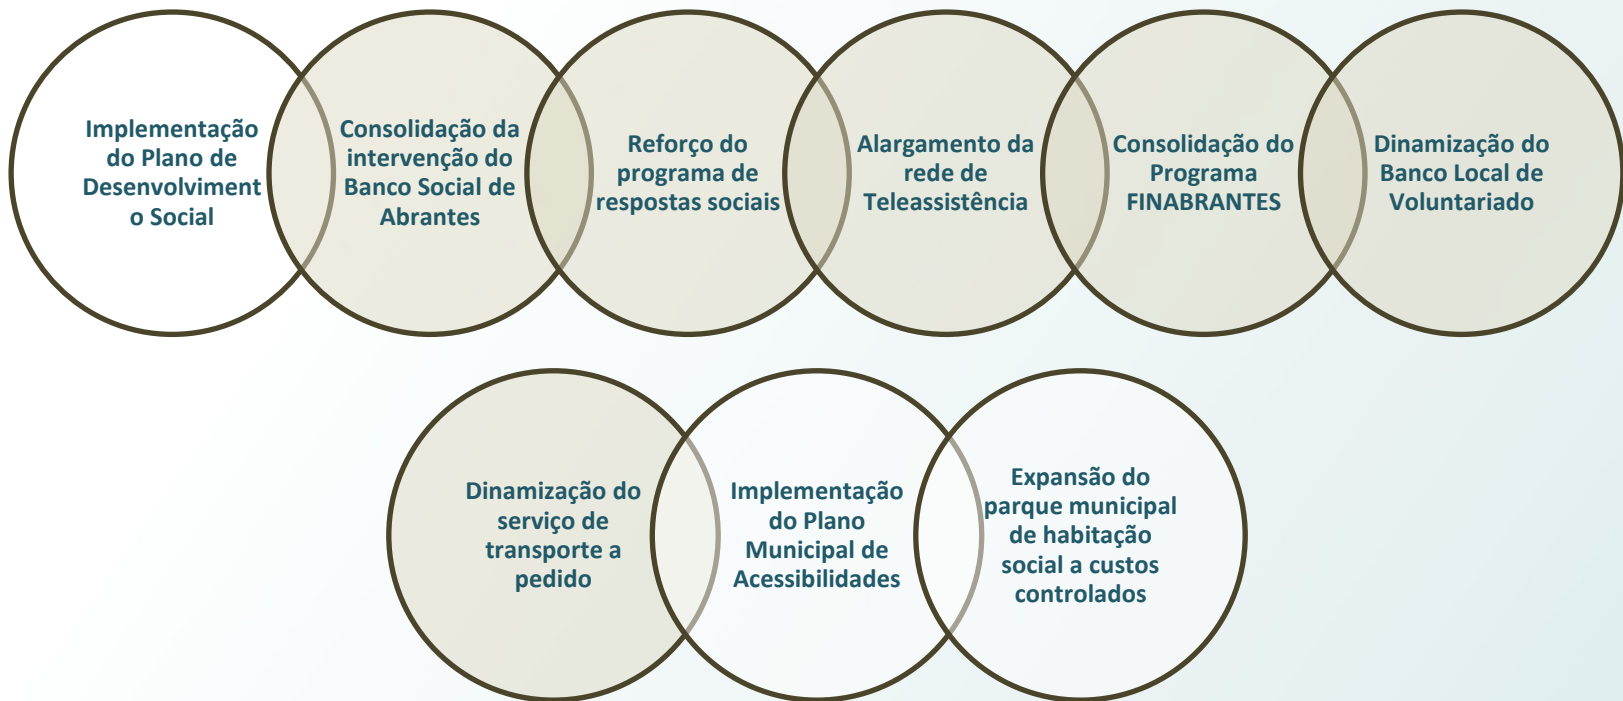 Implementação
do Plano de
Desenvolviment
o Social
Consolidação da
intervenção do
Banco Social de
Abrantes
Reforço do
programa de
respostas sociais
Alargamento da
rede de
Teleassistência
Consolidação do
Programa
FINABRANTES
Dinamização do
Banco Local de
Voluntariado
Dinamização do
serviço de
transporte a
pedido
Implementação
do Plano
Municipal de
Acessibilidades
Expansão do
parque municipal
de habitação
social a custos
controlados